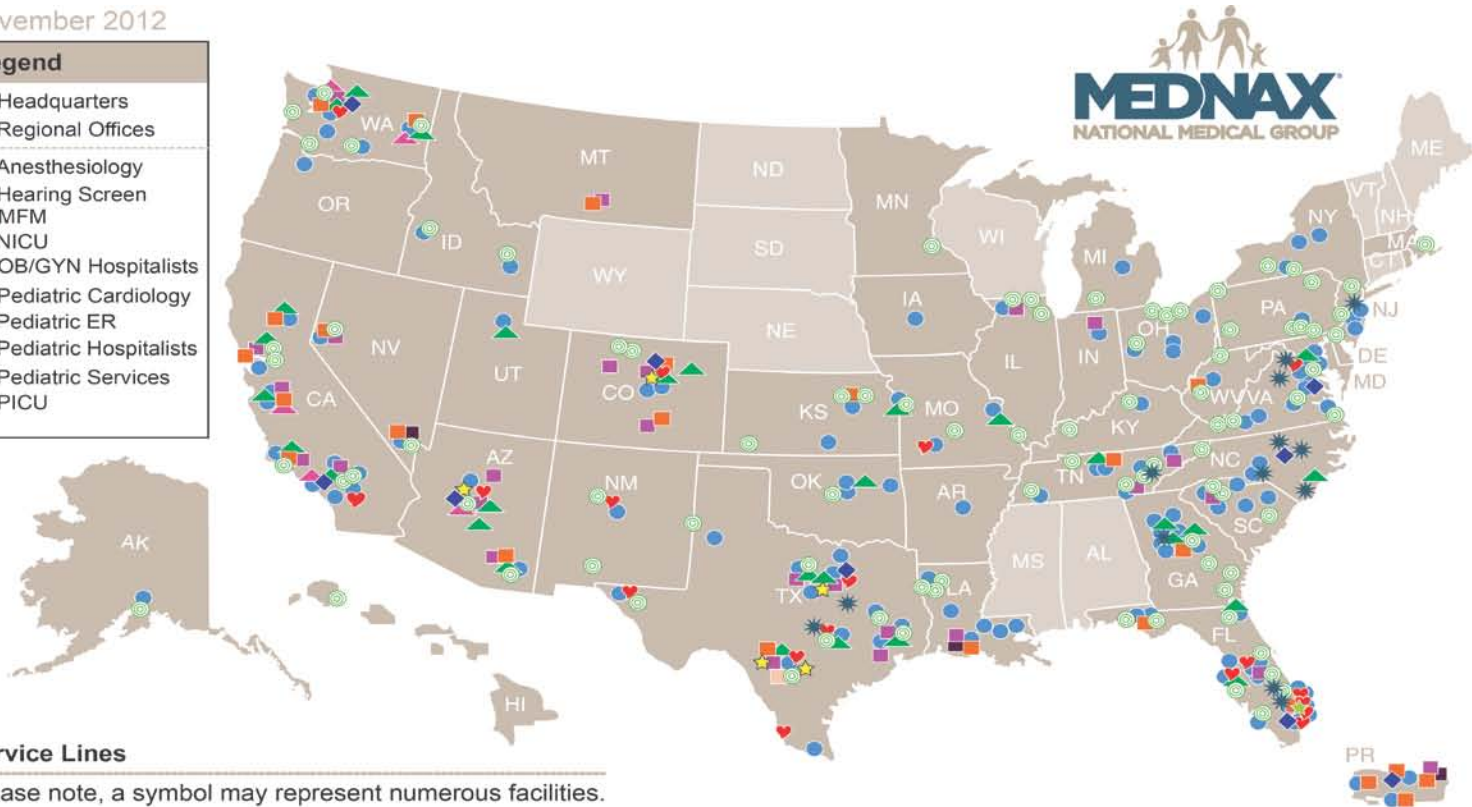 vember 2012
egend
Headquarters
Regional Offices
Anesthesiology
Hearing Screen
MFM
NICU
OB/GYN Hospitalists
Pediatric Cardiology
Pediatric ER
Pediatric Hospitalists
Pediatric Services
PICU
MEDNAX
NATIONAL MEDICAL GROUP
WA
MT
ND
MN
ME
VT
NH
OR
ID
SD
WI
MI
NY
MA
CT
WY
IA
NE
PA
NJ
NV
UT
CO
IL
IN
OH
DE
MD
CA
KS
MO
WV
VA
KY
AZ
NM
OK
AR
TN
NC
SC
AK
TX
LA
MS
AL
GA
FL
HI
PR
rvice Lines
ase note, a symbol may represent numerous facilities.